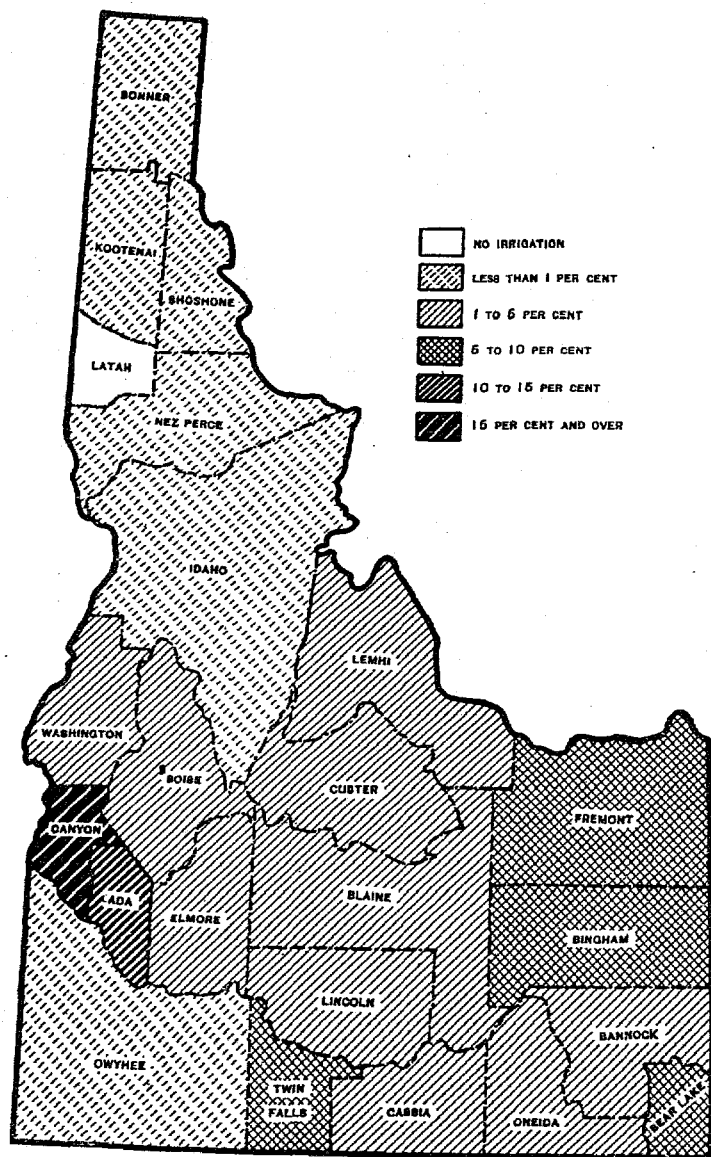 BONNER
KOOTENAI
SHOSHONE
LATAH
NEZ PERCE
IDAHO
NO IRRIGATION
LESS THAN 1 PER CENT
1 TO 5 PER CENT
5 TO 10 PER CENT
10 TO 15 PER CENT
15 PER CENT AND OVER
LEMHI
WASHINGTON
BOISE
CUSTER
CANYON
FREMONT
ADA
ELMORE
BLAINE
BINGHAM
LINCOLN
BANNOCK
OWYHEE
TWIN
FALLS
CASSIA
ONEIDA
BEAR LAKE